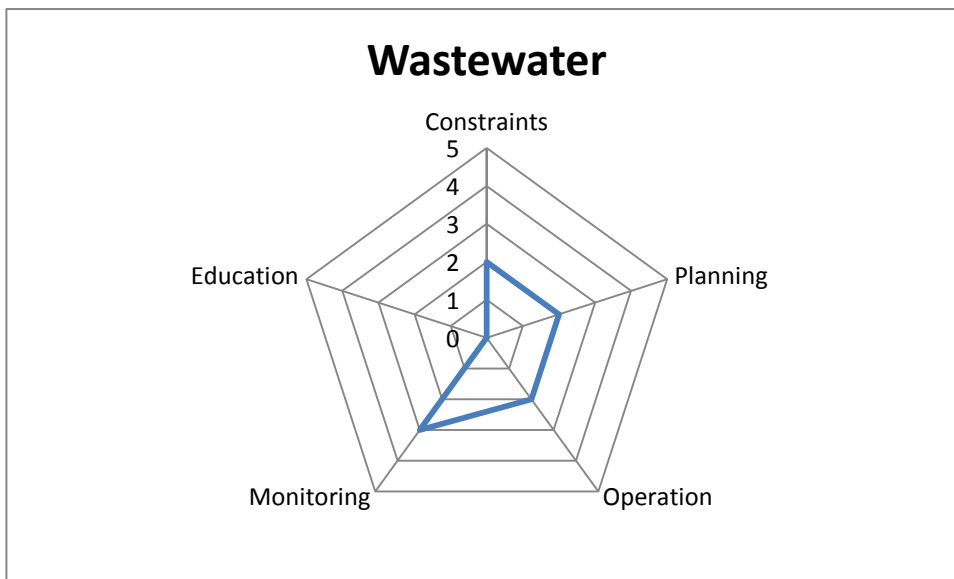 Wastewater
Constraints
5
4
3
2
1
0
Education
Planning
Monitoring
Operation